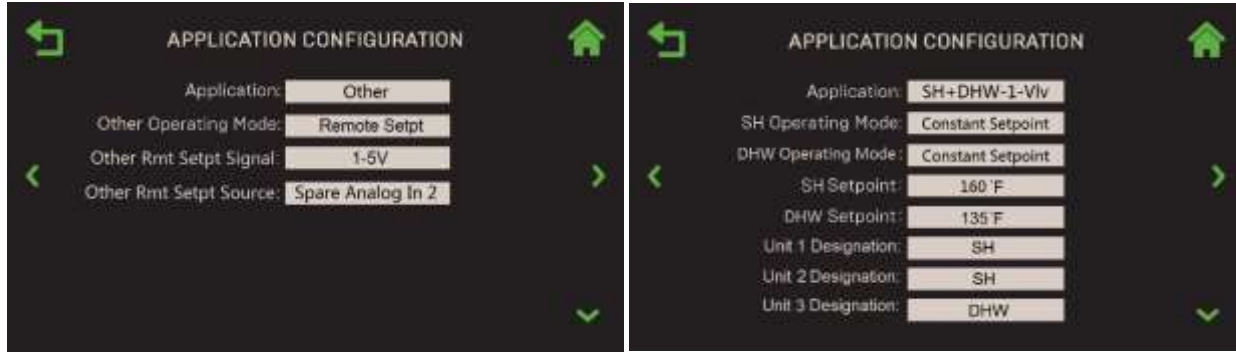 APPLICATION CONFIGURATION
Application: Other
Other Operating Mode: Remote Setpt
Other Rmt Setpt Signal: 1-5V
Other Rmt Setpt Source: Spare Analog In 2
APPLICATION CONFIGURATION
Application: SH+DHW-1-Vlv
SH Operating Mode: Constant Setpoint
DHW Operating Mode: Constant Setpoint
SH Setpoint: 160°F
DHW Setpoint: 135°F
Unit 1 Designation: SH
Unit 2 Designation: SH
Unit 3 Designation: DHW